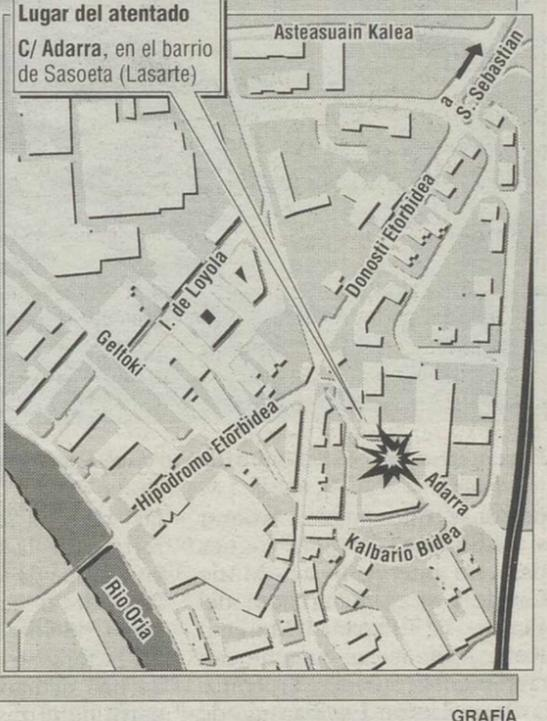 Lugar del atentado
C/ Adarra, en el barrio
de Sasoeta (Lasarte)
Asteasuain Kalea
a S. Sebastian
Donosti Etorbidea
I. de Loyola
Geltoki
Hipodromo Etorbidea
Adarra
Kalbario Bidea
Rio Oria
GRAFÍA